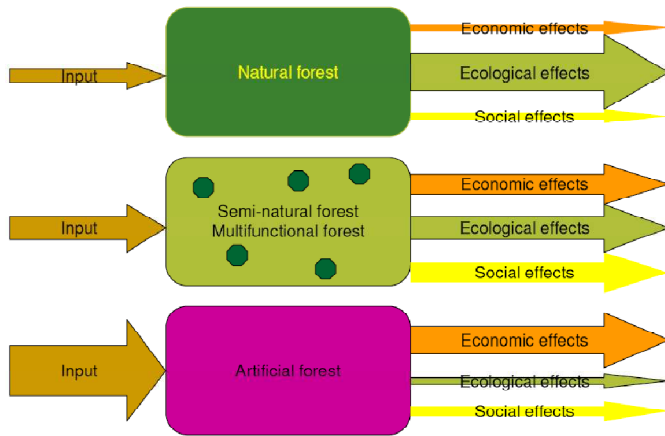 Economic effects
Input
Natural forest
Ecological effects
Social effects
Economic effects
Input
Semi-natural forest
Multifunctional forest
Ecological effects
Social effects
Economic effects
Input
Artificial forest
Ecological effects
Social effects